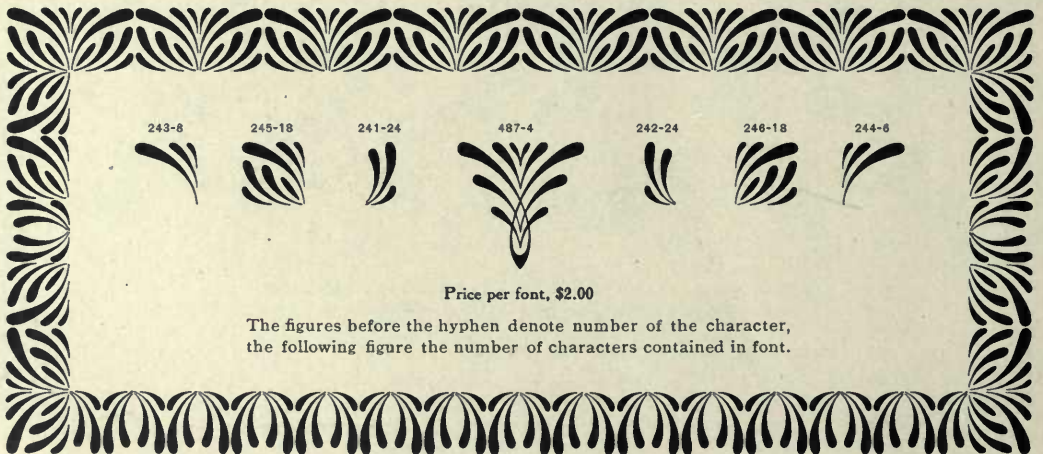 243-8 245-18 241-24 487-4 242-24 246-18 244-6
Price per font, $2.00
The figures before the hyphen denote number of the character,
the following figure the number of characters contained in font.